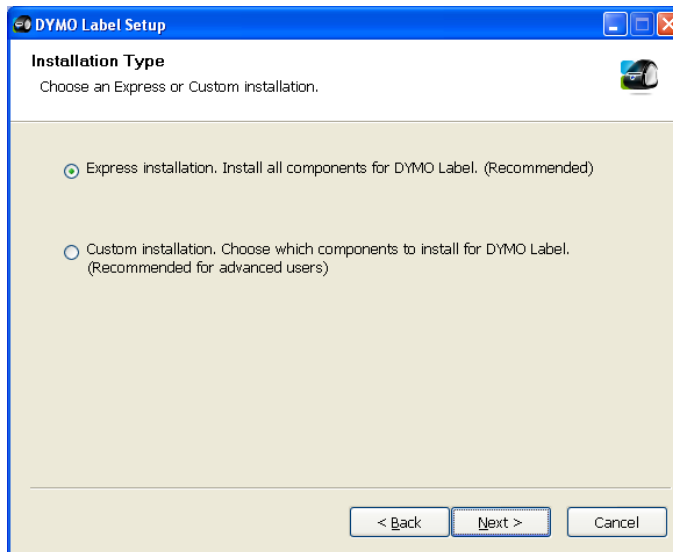 DYMO Label Setup
Installation Type
Choose an Express or Custom installation.
Express installation. Install all components for DYMO Label. (Recommended)
Custom installation. Choose which components to install for DYMO Label.
(Recommended for advanced users)
< Back
Next >
Cancel